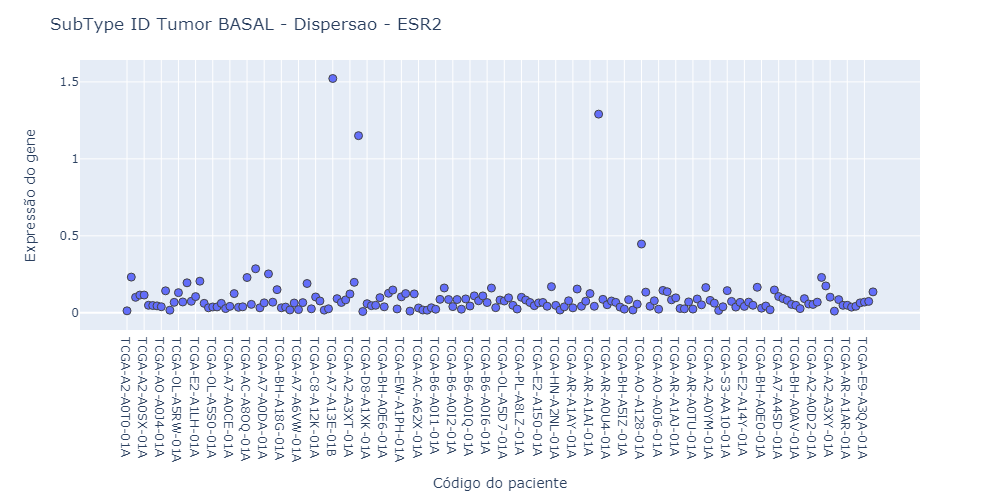 SubType ID Tumor BASAL - Dispersao - ESR2
Expressão do gene
1.5
1
0.5
0
TCGA-A2-A0T0-01A
TCGA-A2-A0SX-01A
TCGA-AO-A0J4-01A
TCGA-OL-A5RW-01A
TCGA-E2-A1LH-01A
TCGA-OL-A5S0-01A
TCGA-A7-A0CE-01A
TCGA-AC-A8OQ-01A
TCGA-A7-A0DA-01A
TCGA-BH-A18G-01A
TCGA-A7-A6VW-01A
TCGA-C8-A12K-01A
TCGA-A7-A13E-01B
TCGA-A2-A3XT-01A
TCGA-D8-A1XK-01A
TCGA-BH-A0E6-01A
TCGA-EW-A1PH-01A
TCGA-AC-A62X-01A
TCGA-B6-A0I1-01A
TCGA-B6-A0I2-01A
TCGA-B6-A0IQ-01A
TCGA-B6-A0I6-01A
TCGA-OL-A5D7-01A
TCGA-PL-A8LZ-01A
TCGA-E2-A150-01A
TCGA-HN-A2NL-01A
TCGA-AR-A1AY-01A
TCGA-AR-A1AI-01A
TCGA-AR-A0U4-01A
TCGA-BH-A5IZ-01A
TCGA-AO-A128-01A
TCGA-AQ-A04J-01A
TCGA-AR-A1AJ-01A
TCGA-AR-A0TU-01A
TCGA-A2-A0YM-01A
TCGA-S3-AA10-01A
TCGA-E2-A14Y-01A
TCGA-BH-A0E0-01A
TCGA-A7-A4SD-01A
TCGA-BH-A0AV-01A
TCGA-A2-A0D2-01A
TCGA-A2-A3XY-01A
TCGA-AR-A1AR-01A
TCGA-E9-A3QA-01A
Código do paciente